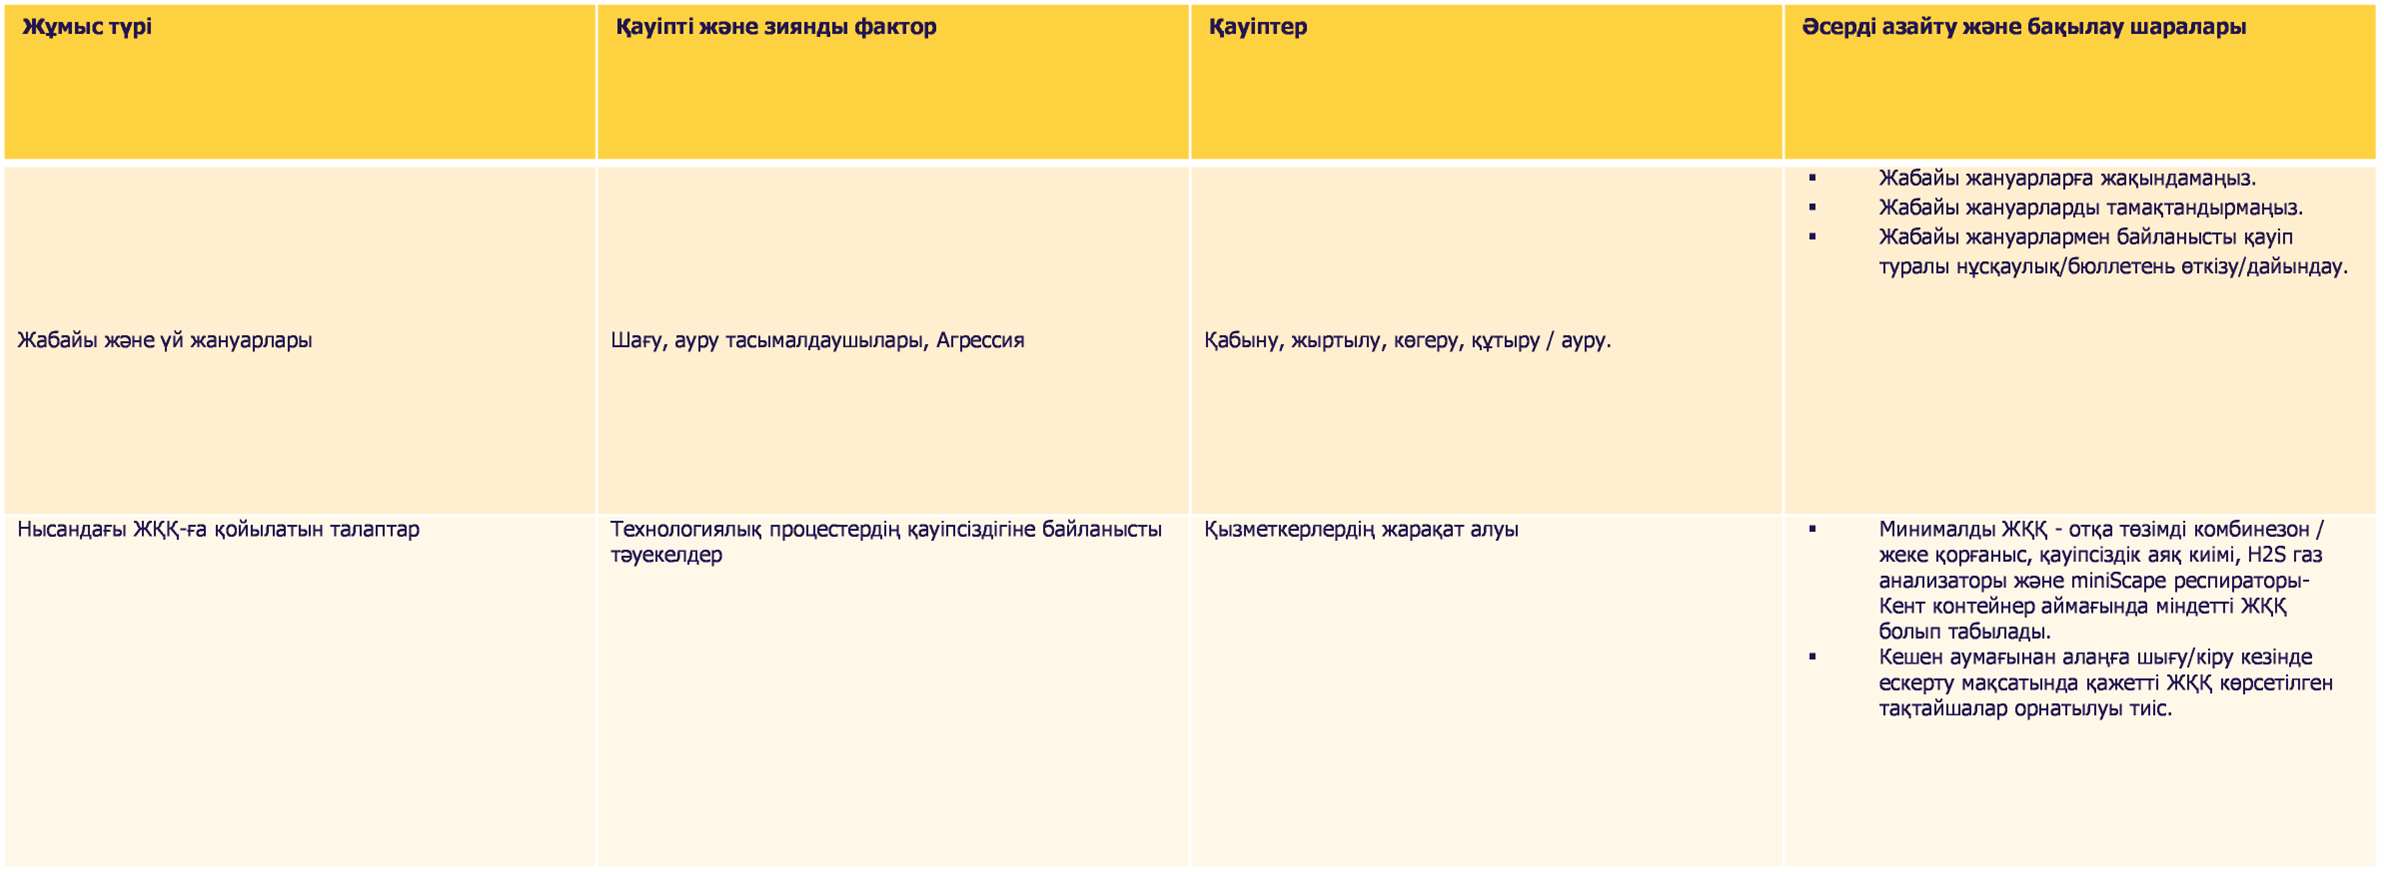 Жұмыс түрі
Қауіпті және зиянды фактор
Қауіптер
Әсерді азайту және бақылау шаралары
Жабайы және үй жануарлары
Шағу, ауру тасымалдаушылары, Агрессия
Қабыну, жыртылу, көгеру, құтыру / ауру.
▪ Жабайы жануарларға жақындамаңыз.
▪ Жабайы жануарларды тамақтандырмаңыз.
▪ Жабайы жануарлармен байланысты қауіп
туралы нұсқаулық/бюллетень өткізу/дайындау.
Нысандағы ЖҚҚ-ға қойылатын талаптар
Технологиялық процестердің қауіпсіздігіне байланысты
тәуекелдер
Қызметкерлердің жарақат алуы
▪ Минималды ЖҚҚ - отқа төзімді комбинезон /
жеке қорғаныс, қауіпсіздік аяқ киімі, H2S газ
анализаторы және miniScape респираторы-
Кент контейнер аймағында міндетті ЖҚҚ
болып табылады.
▪ Кешен аумағынан алаңға шығу/кіру кезінде
ескерту мақсатында қажетті ЖҚҚ көрсетілген
тақтайшалар орнатылуы тиіс.